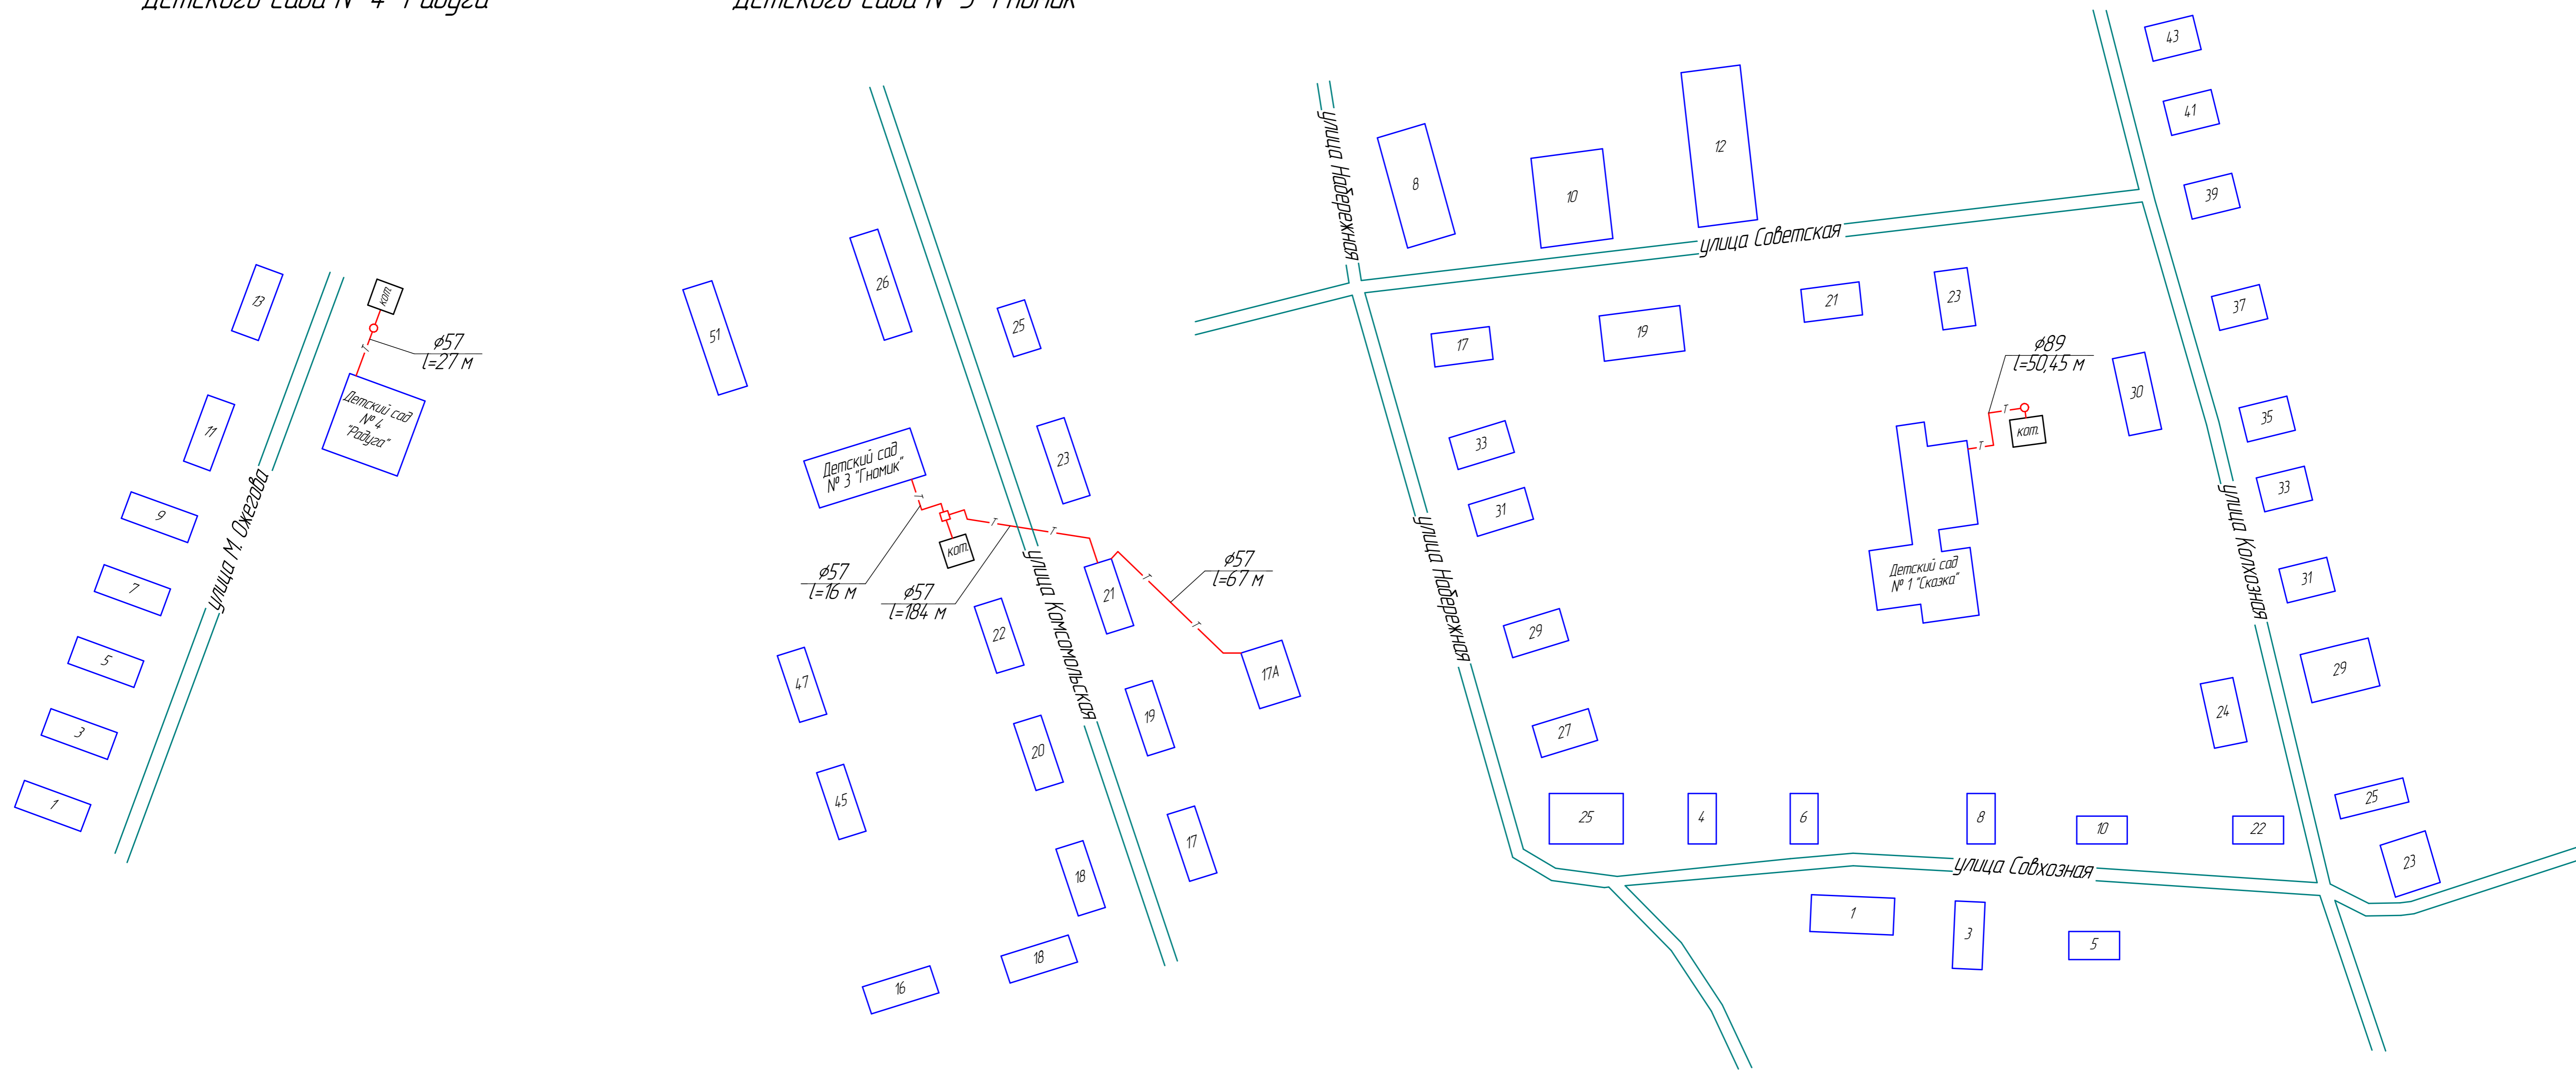 Детского сада № 4 "Радуга"
Детского сада № 3 "Гномик"
13
11
9
7
5
3
1
улица М. Ожегова
кот.
Т
ϕ57
l=27 м
Детский сад
№ 4
"Радуга"
51
26
25
23
Детский сад
№ 3 "Гномик"
Т
Т
Т
кот.
ϕ57
l=16 м
ϕ57
l=184 м
21
Т
Т
ϕ57
l=67 м
17А
22
улица Комсомольская
47
20
19
45
18
17
18
16
улица Набережная
8
10
12
улица Советская
17
19
21
23
33
31
улица Набережная
29
27
25
4
6
8
10
22
улица Совхозная
1
3
5
ϕ89
l=50,45 м
Т
Т
кот.
Детский сад
№ 1 "Сказка"
30
24
43
41
39
37
35
33
улица Колхозная
31
29
25
23